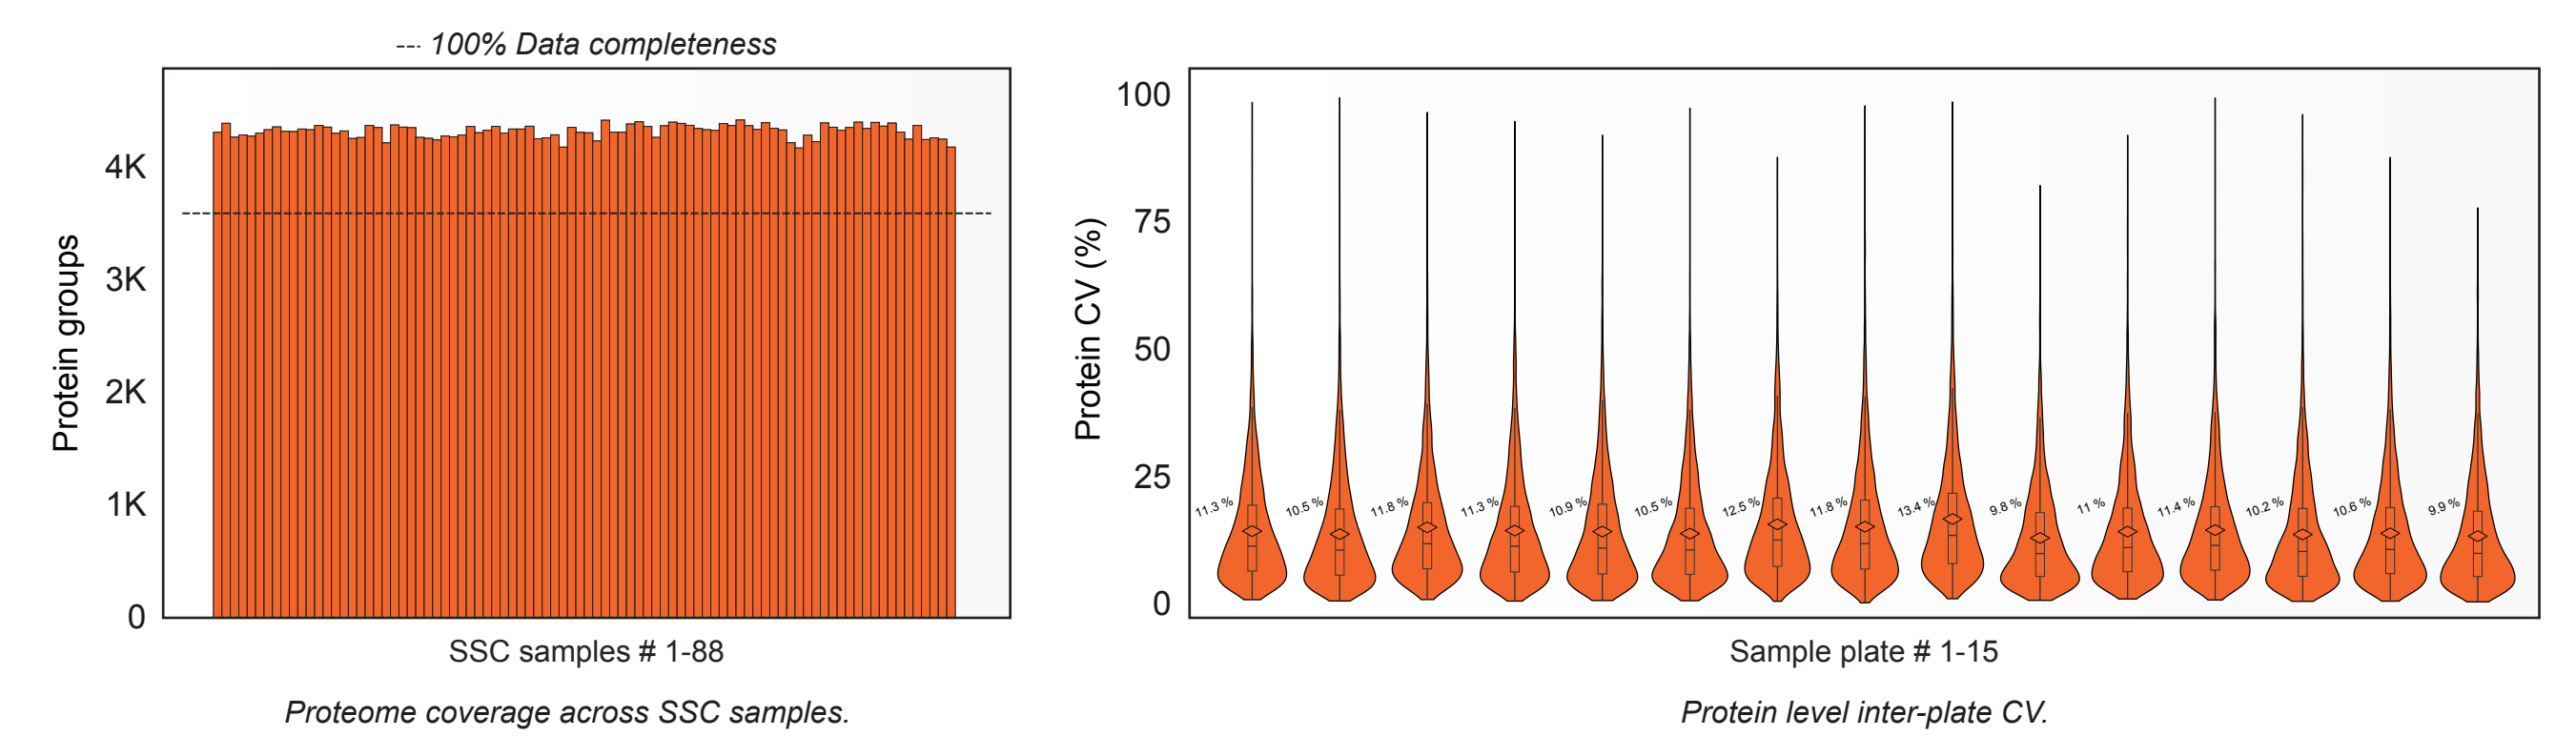 --- 100% Data completeness
Protein groups
4K
3K
2K
1K
0
SSC samples # 1-88
Proteome coverage across SSC samples.
Protein CV (%)
100
75
50
25
0
11.3 %
10.5 %
11.8 %
11.3 %
10.9 %
10.5 %
12.5 %
11.8 %
13.4 %
9.8 %
11 %
11.4 %
10.2 %
10.6 %
9.9 %
Sample plate # 1-15
Protein level inter-plate CV.